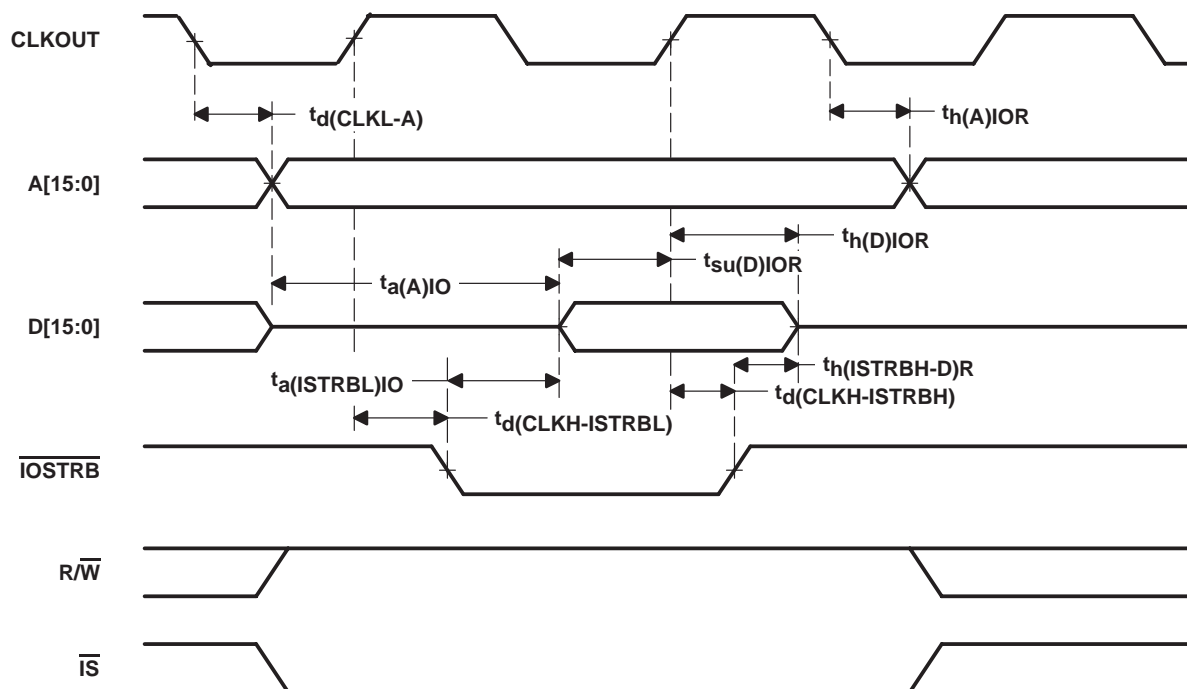 CLKOUT
td(CLKL-A)
th(A)IOR
A[15:0]
th(D)IOR
tsu(D)IOR
ta(A)IO
D[15:0]
th(ISTRBH-D)R
ta(ISTRBL)IO
td(CLKH-ISTRBH)
td(CLKH-ISTRBL)
IOSTRB
R/W
IS